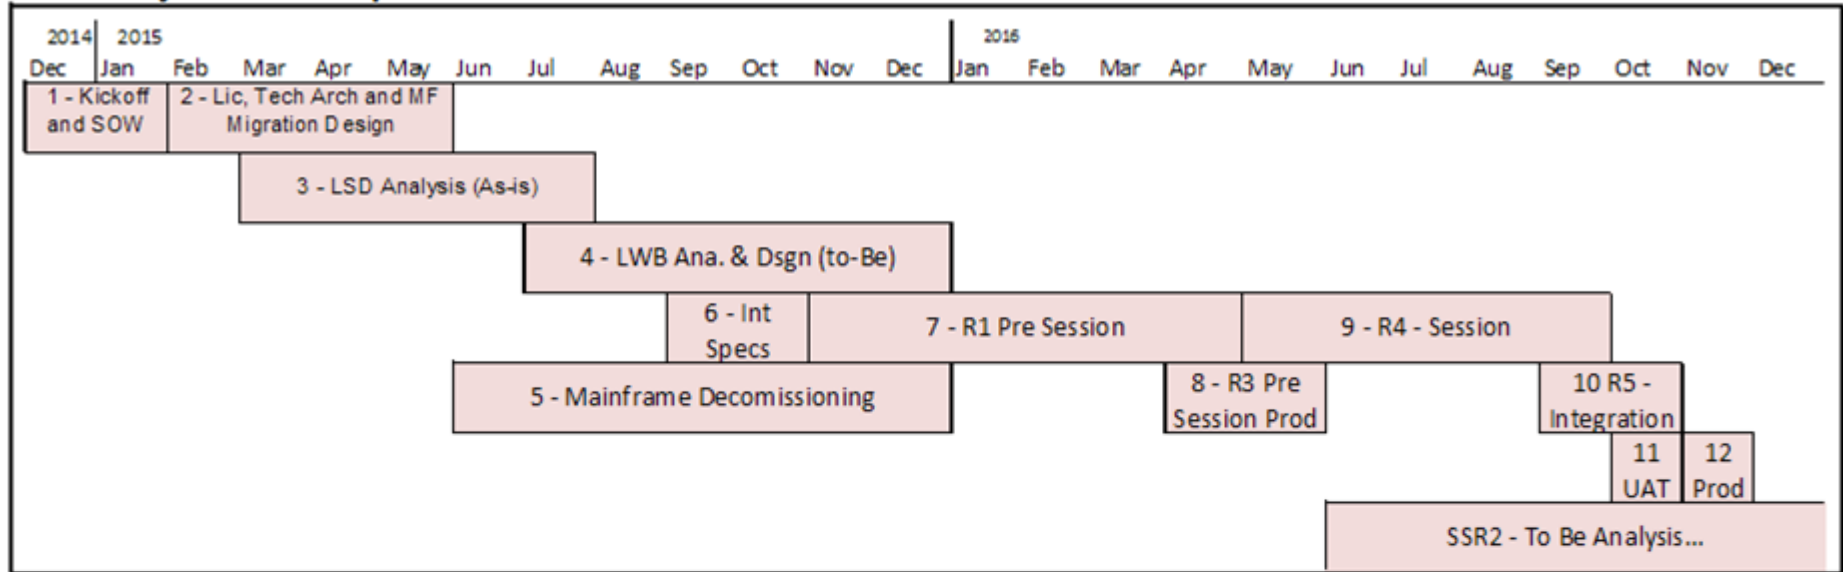 2014 2015 2016
Dec Jan Feb Mar Apr May Jun Jul Aug Sep Oct Nov Dec Jan Feb Mar Apr May Jun Jul Aug Sep Oct Nov Dec
1 - Kickoff
and SOW
2 - Lic, Tech Arch and MF
Migration Design
3 - LSD Analysis (As-is)
4 - LWB Ana. & Dsgn (to-Be)
6 - Int
Specs
7 - R1 Pre Session
9 - R4 - Session
5 - Mainframe Decomissioning
8 - R3 Pre
Session Prod
10 R5 -
Integration
11
UAT
12
Prod
SSR2 - To Be Analysis...